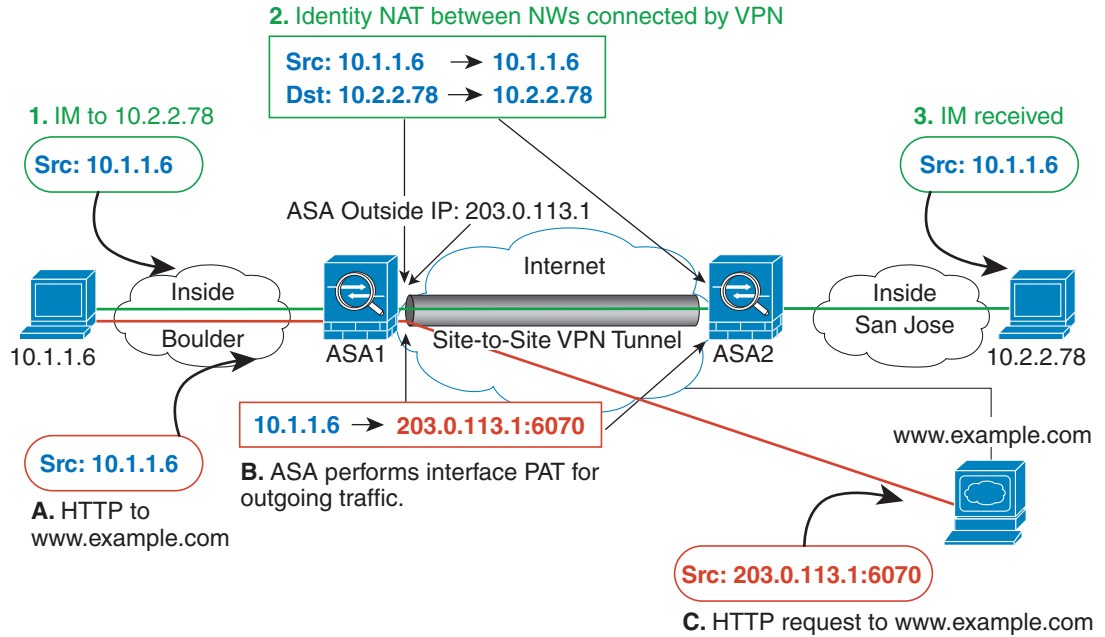 2. Identity NAT between NWs connected by VPN
Src: 10.1.1.6 → 10.1.1.6
Dst: 10.2.2.78 → 10.2.2.78
1. IM to 10.2.2.78
Src: 10.1.1.6
3. IM received
Src: 10.1.1.6
ASA Outside IP: 203.0.113.1
Internet
Inside
Boulder
10.1.1.6
ASA1
Site-to-Site VPN Tunnel
ASA2
Inside
San Jose
10.2.2.78
10.1.1.6 → 203.0.113.1:6070
B. ASA performs interface PAT for
outgoing traffic.
Src: 10.1.1.6
A. HTTP to
www.example.com
www.example.com
Src: 203.0.113.1:6070
C. HTTP request to www.example.com